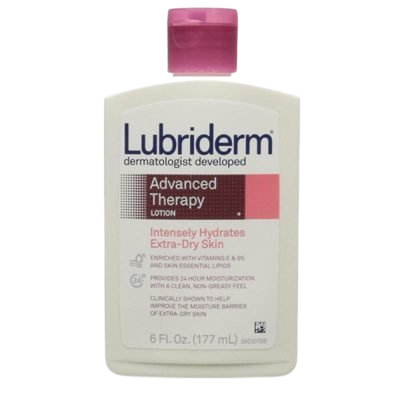 Lubriderm®
dermatologist developed
Advanced
Therapy
LOTION
Intensely Hydrates
Extra-Dry Skin
ENRICHED WITH VITAMINS E & B5
AND SKIN ESSENTIAL LIPIDS
24
PROVIDES 24 HOUR MOISTURIZATION
WITH A CLEAN, NON-GREASY FEEL
CLINICALLY SHOWN TO HELP
IMPROVE THE MOISTURE BARRIER
OF EXTRA-DRY SKIN
6 Fl. Oz. (177 mL)